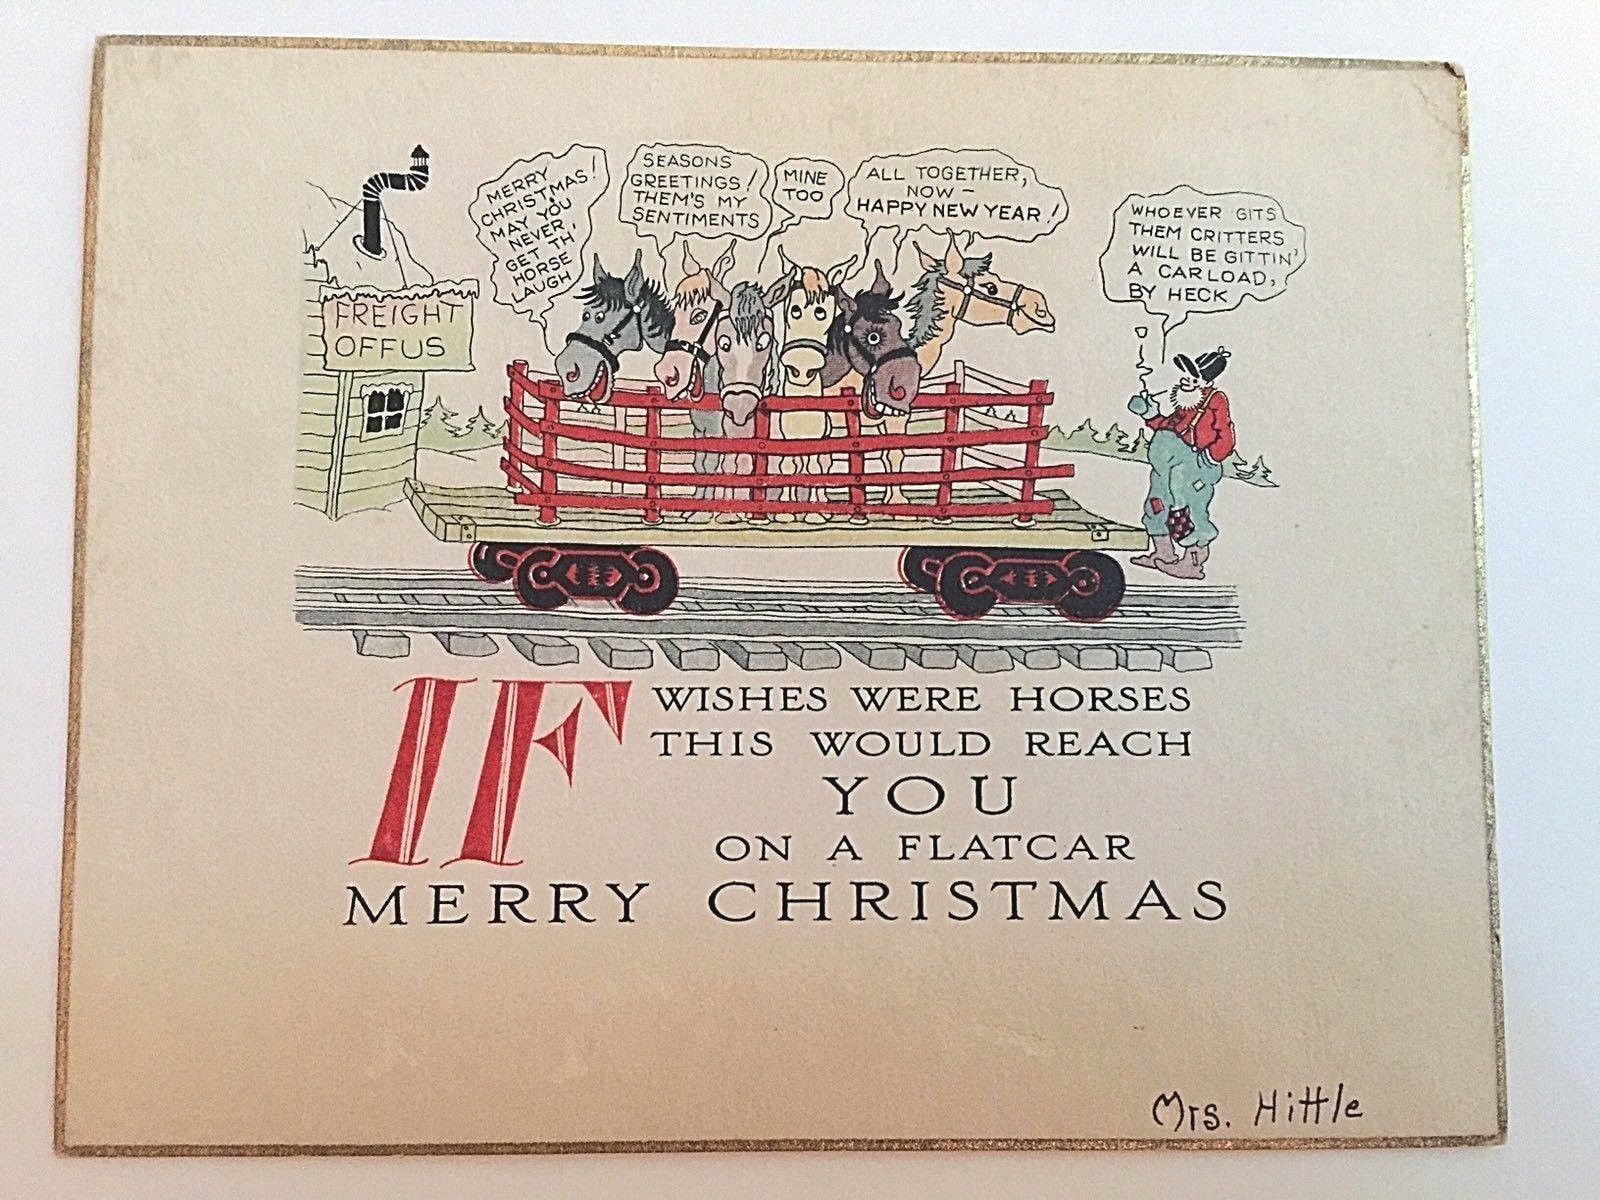 MERRY
CHRISTMAS!
MAY YOU
NEVER
GET TH'
HORSE
LAUGH
SEASONS
GREETINGS!
THEM'S MY
SENTIMENTS
MINE
TOO
ALL TOGETHER,
NOW -
HAPPY NEW YEAR!
WHOEVER GITS
THEM CRITTERS
WILL BE GITTIN'
A CARLOAD,
BY HECK
FREIGHT
OFFUS
IF WISHES WERE HORSES
THIS WOULD REACH
YOU
ON A FLATCAR
MERRY CHRISTMAS
Mrs. Hittle